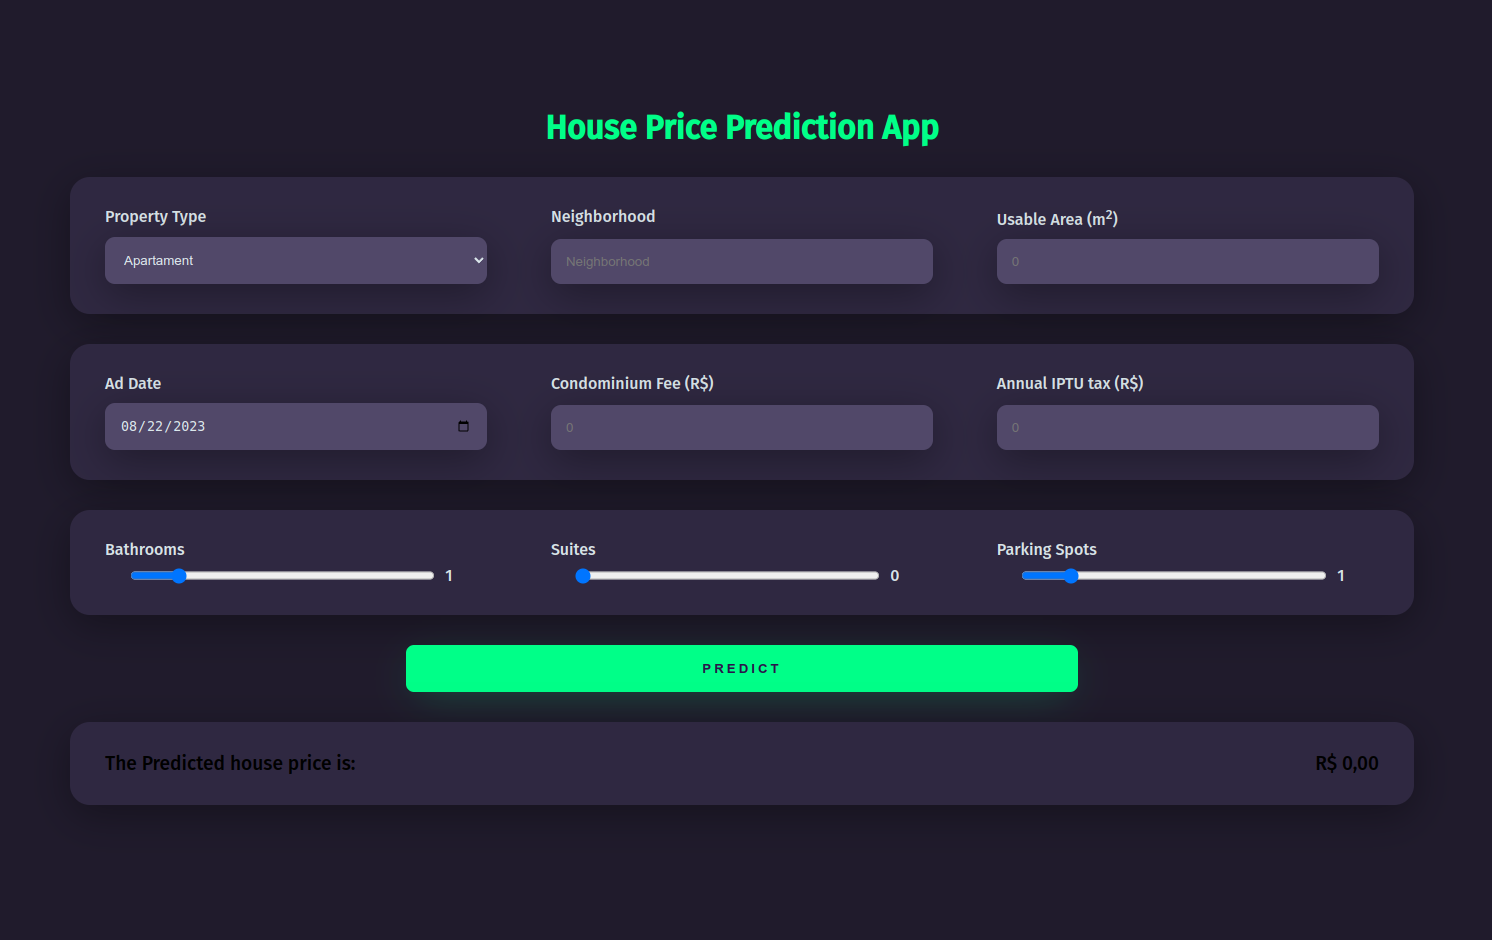 House Price Prediction App
Property Type Neighborhood Usable Area (m²)
Apartament Neighborhood 0
Ad Date Condominium Fee (R$) Annual IPTU tax (R$)
08/22/2023 0 0
Bathrooms Suites Parking Spots
1 0 1
PREDICT
The Predicted house price is: R$ 0,00